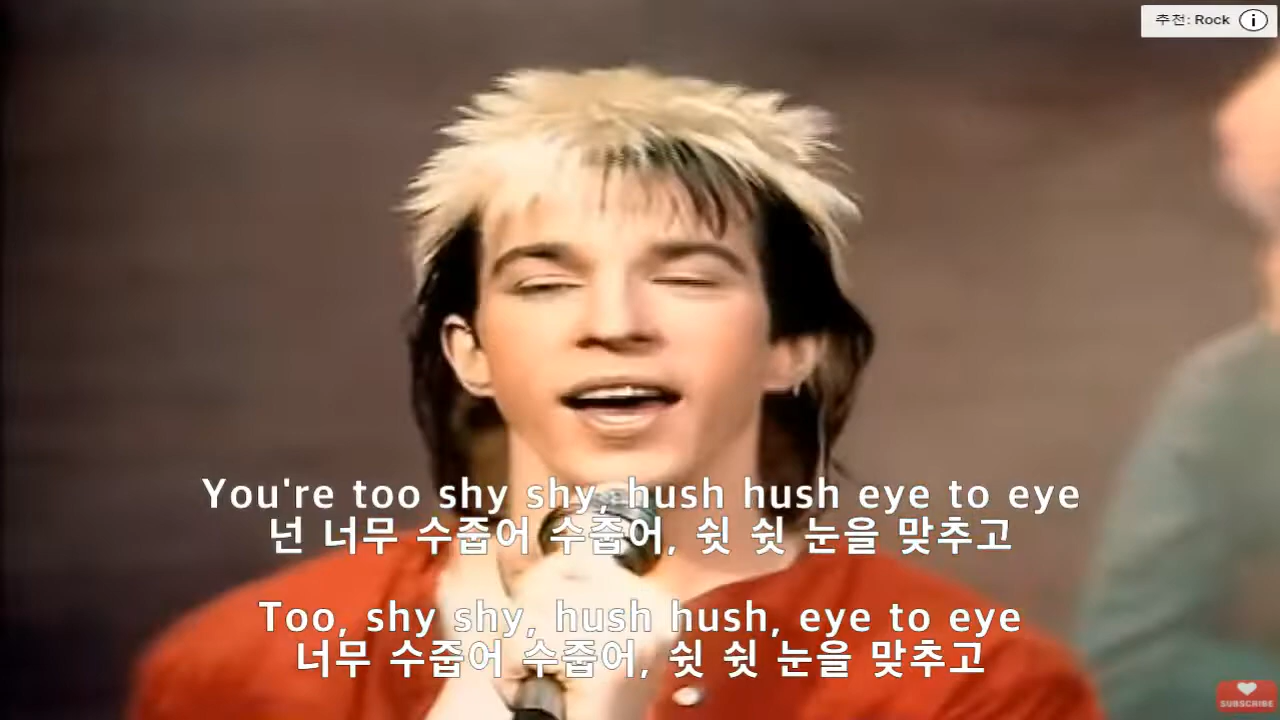 추천: Rock i
You're too shy shy, hush hush eye to eye
넌 너무 수줍어 수줍어, 쉿 쉿 눈을 맞추고
Too, shy shy, hush hush, eye to eye
너무 수줍어 수줍어, 쉿 쉿 눈을 맞추고
SUBSCRIBE